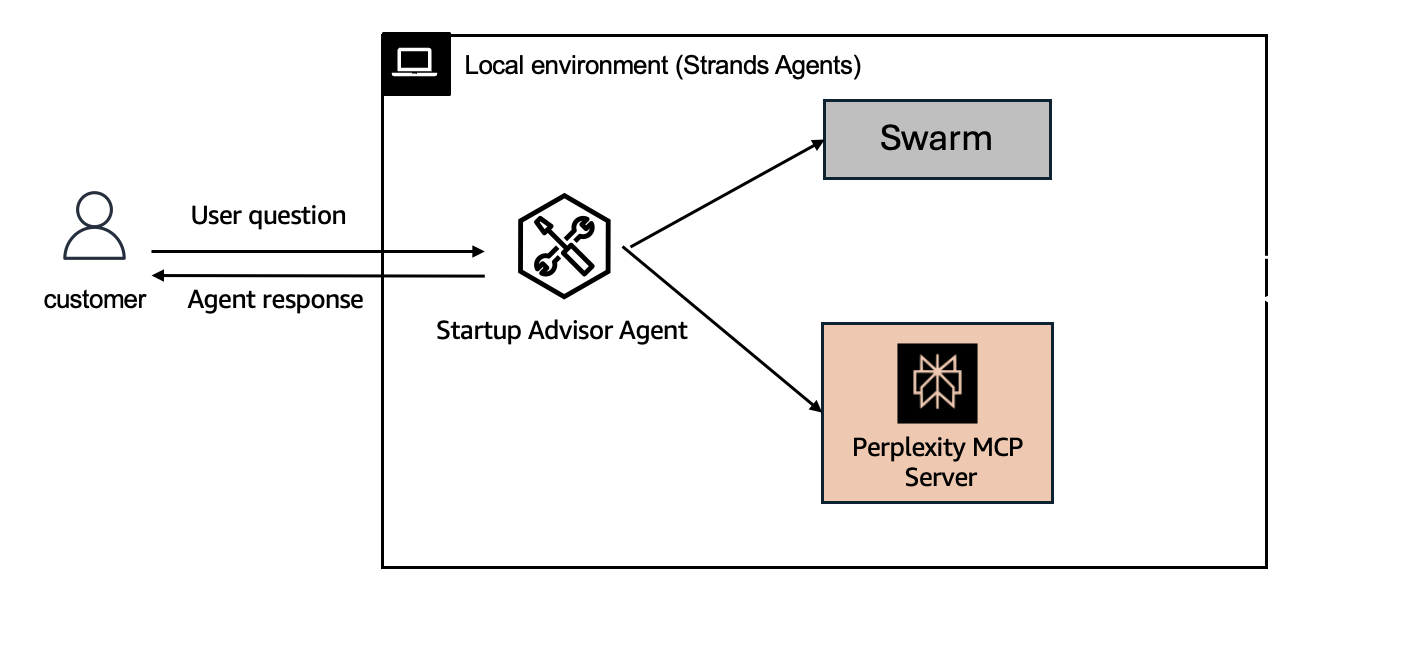 Local environment (Strands Agents)
Swarm
User question
customer
Agent response
Startup Advisor Agent
Perplexity MCP
Server